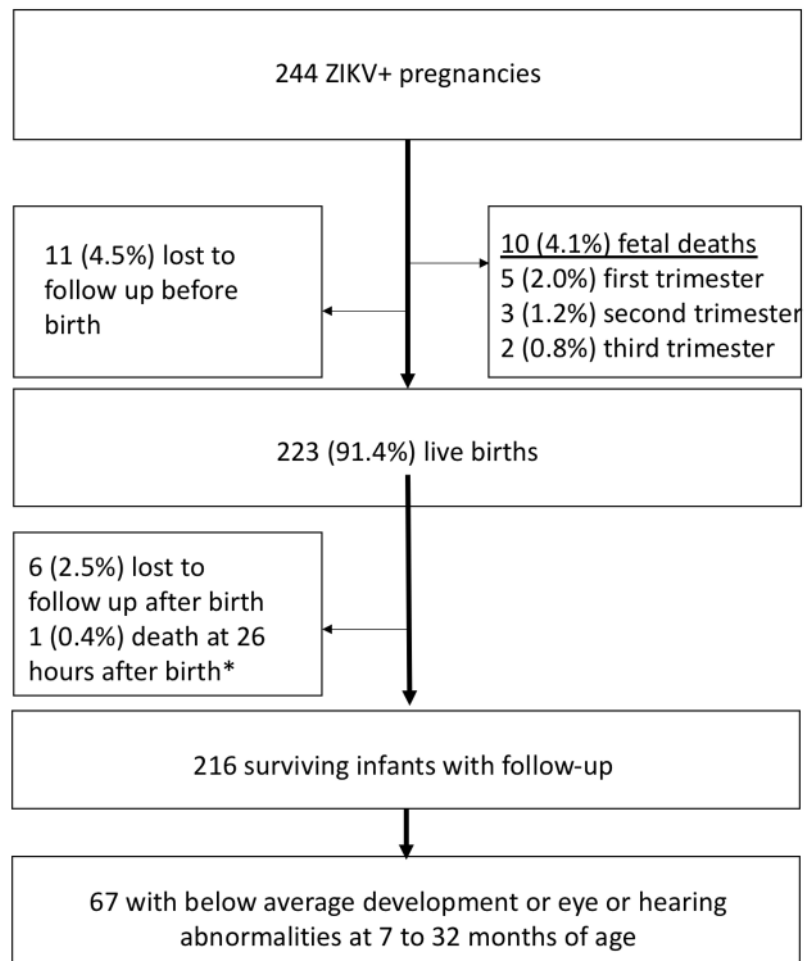 244 ZIKV+ pregnancies
11 (4.5%) lost to
follow up before
birth
10 (4.1%) fetal deaths
5 (2.0%) first trimester
3 (1.2%) second trimester
2 (0.8%) third trimester
223 (91.4%) live births
6 (2.5%) lost to
follow up after birth
1 (0.4%) death at 26
hours after birth*
216 surviving infants with follow-up
67 with below average development or eye or hearing
abnormalities at 7 to 32 months of age